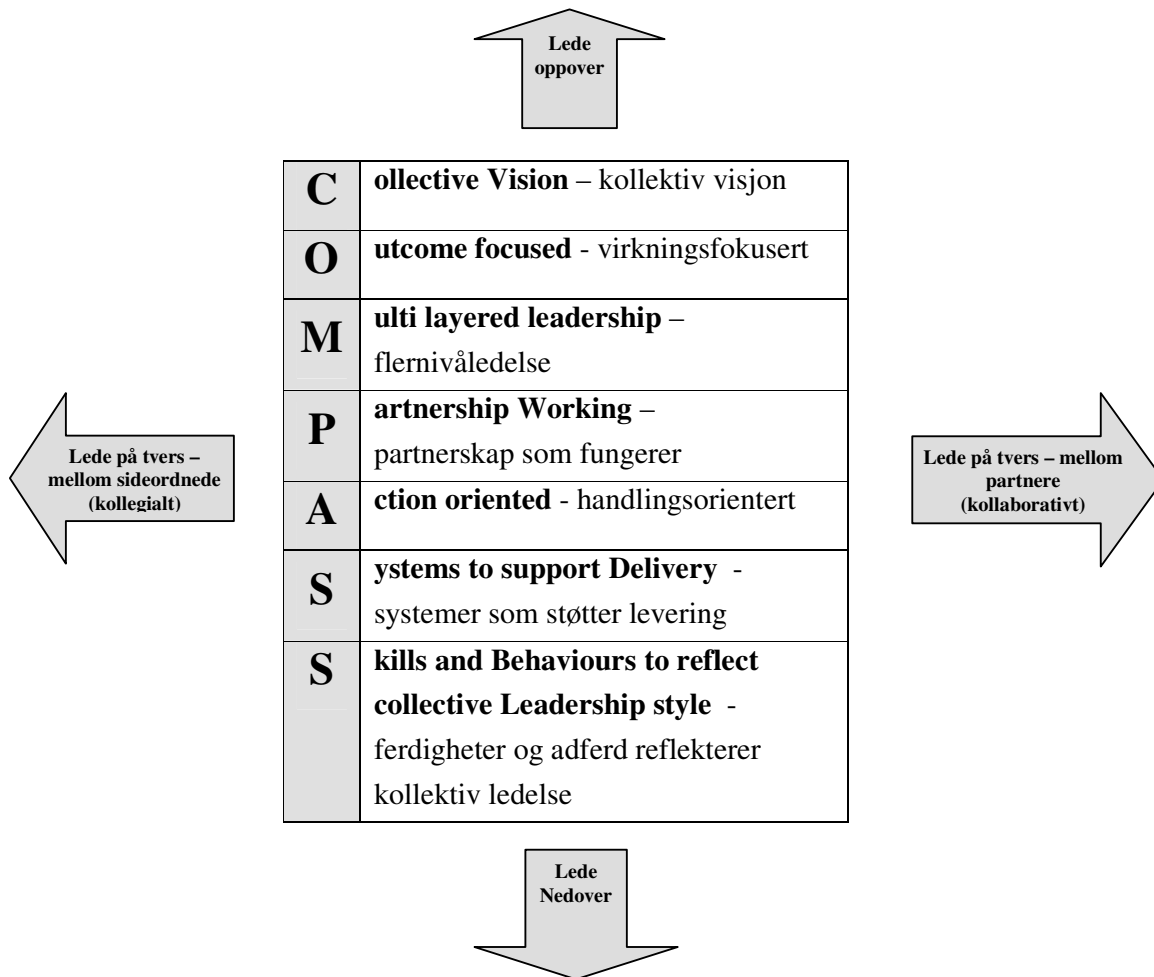 Lede
oppover
C ollective Vision – kollektiv visjon
O utcome focused - virkningsfokusert
M ulti layered leadership –
flernivåledelse
P artnership Working –
partnerskap som fungerer
A ction oriented - handlingsorientert
S ystems to support Delivery -
systemer som støtter levering
S kills and Behaviours to reflect
collective Leadership style -
ferdigheter og adferd reflekterer
kollektiv ledelse
Lede på tvers –
mellom sideordnede
(kollegialt)
Lede på tvers – mellom
partnere
(kollaborativt)
Lede
Nedover